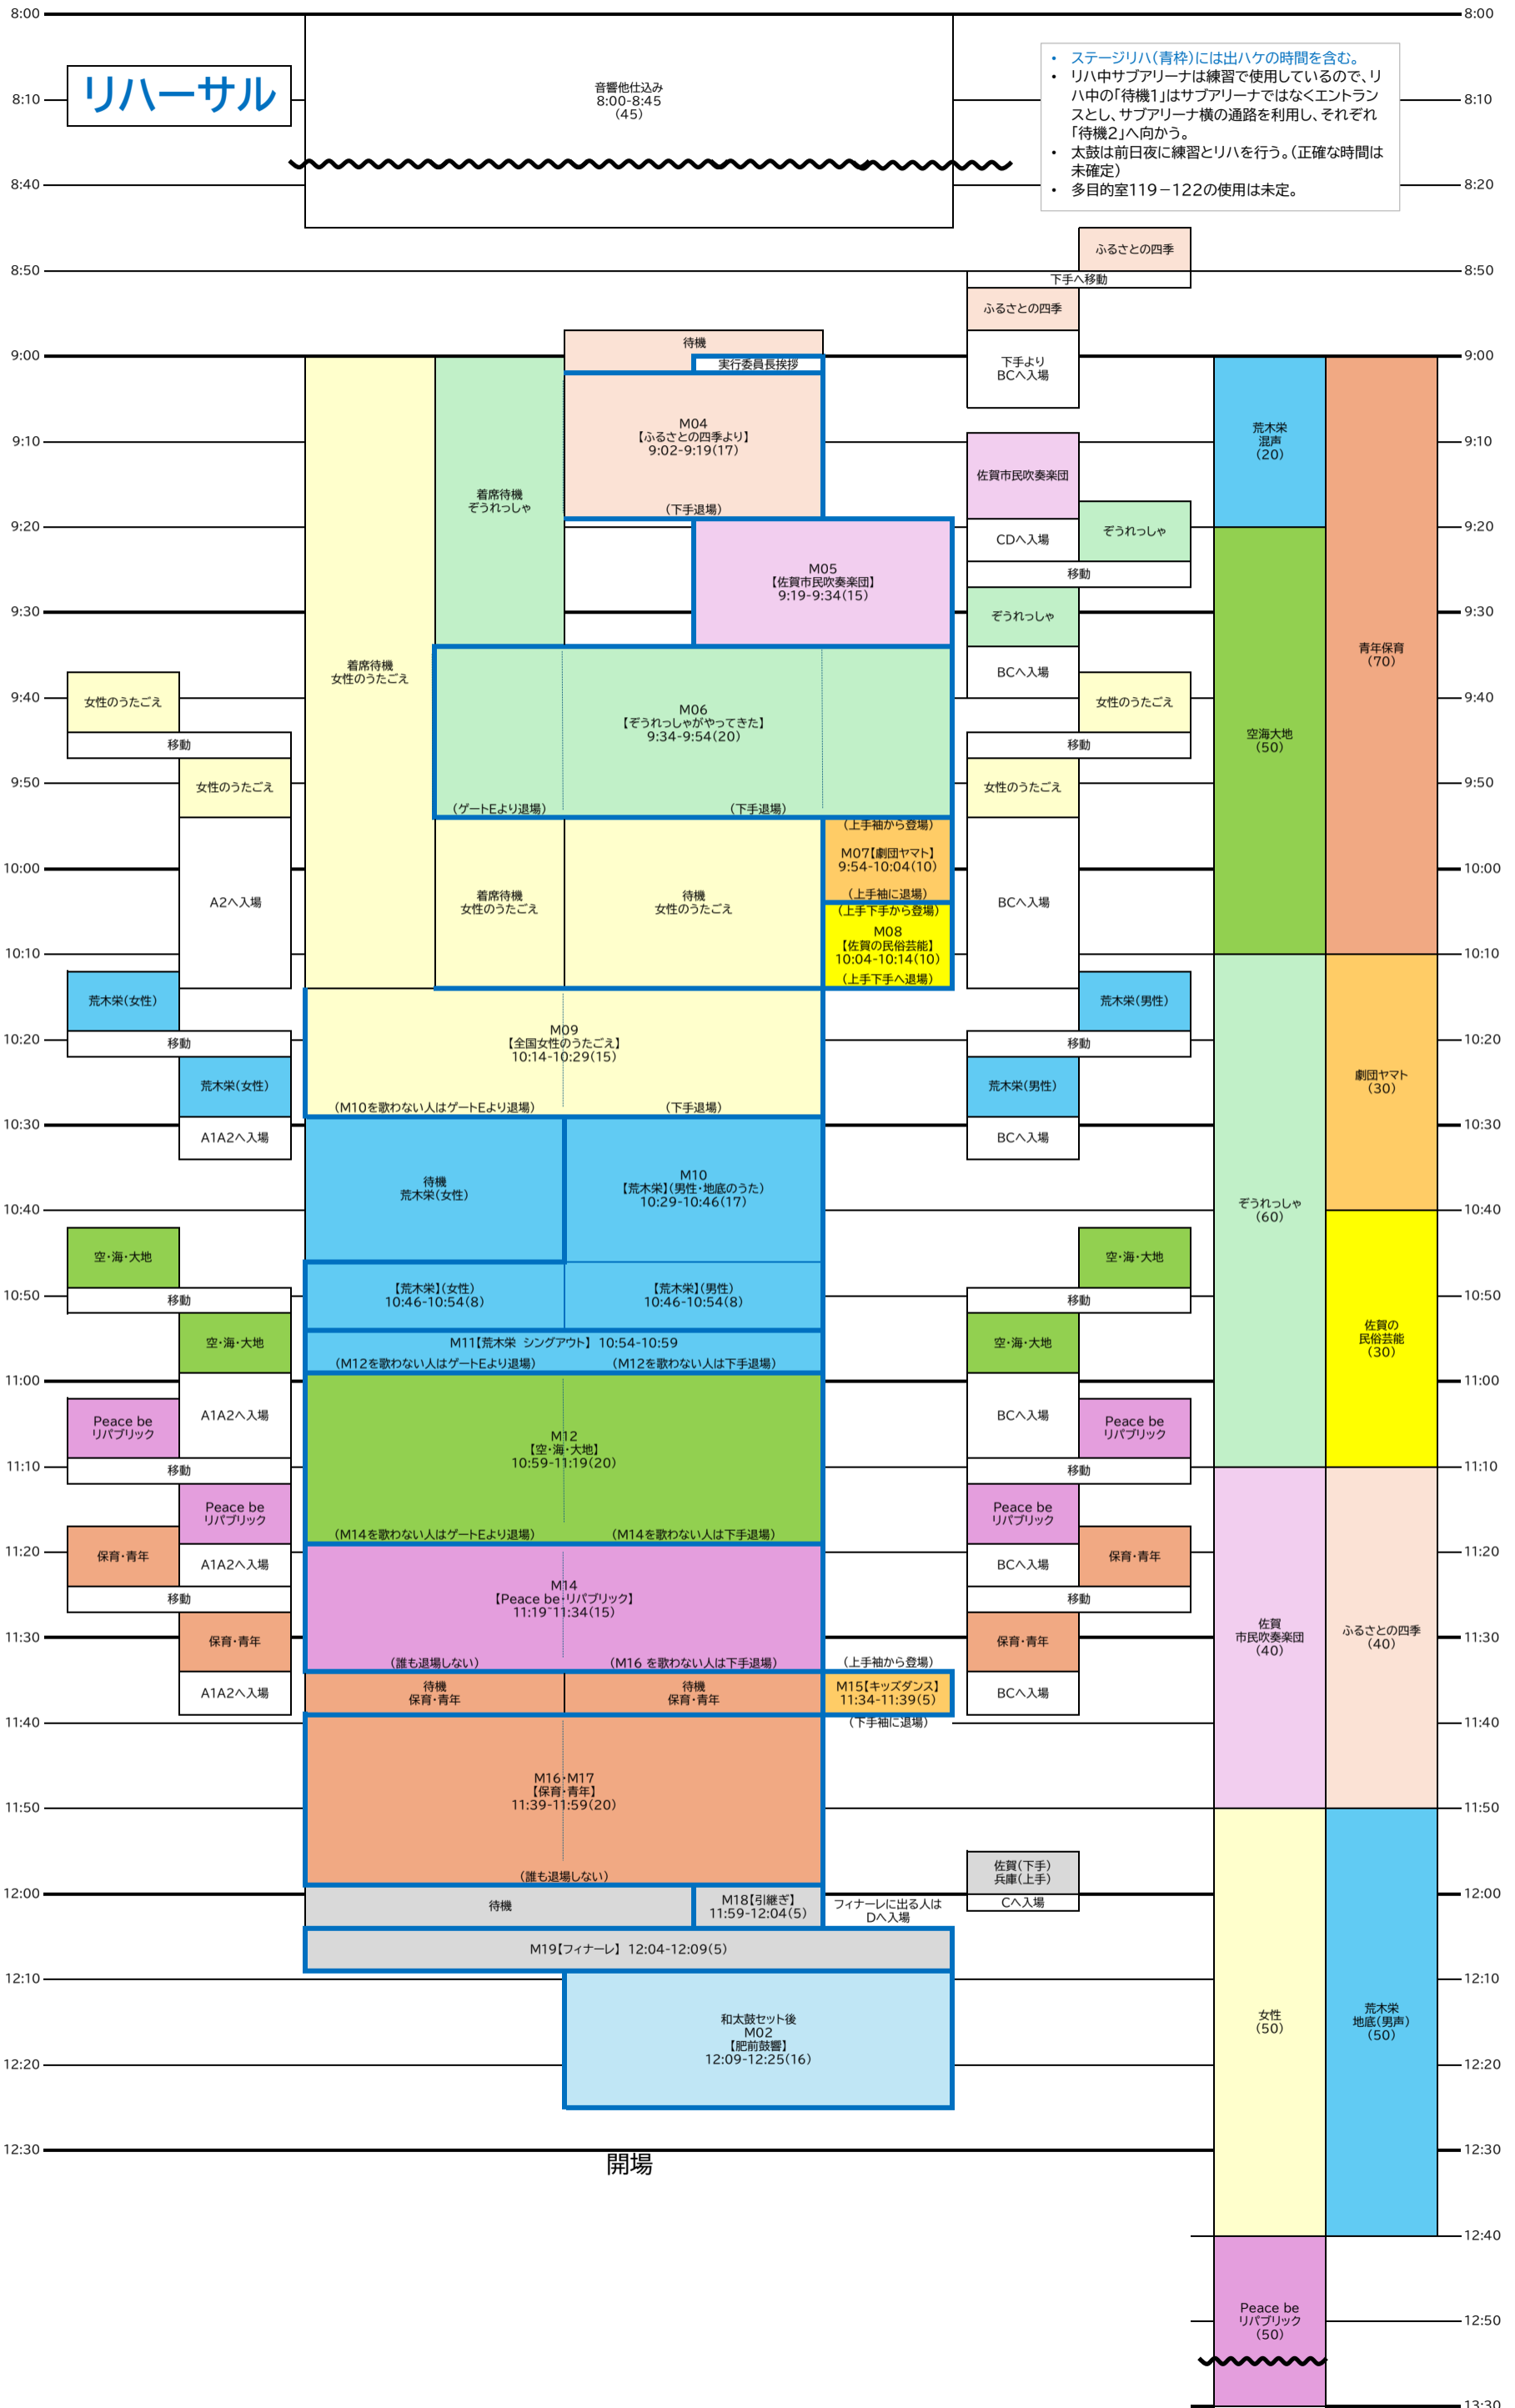 8:00
8:00
リハーサル
音響他仕込み
8:00-8:45
(45)
・ ステージリハ(青枠)には出ハケの時間を含む。
・ リハ中サブアリーナは練習で使用しているので、リ
ハ中の「待機1」はサブアリーナではなくエントラン
スとし、サブアリーナ横の通路を利用し、それぞれ
「待機2」へ向かう。
・ 太鼓は前日夜に練習とリハを行う。(正確な時間は
未確定)
・ 多目的室119-122の使用は未定。
8:10
8:10
8:40
8:20
ふるさとの四季
8:50
8:50
下手へ移動
ふるさとの四季
待機
9:00
9:00
実行委員長挨拶
下手より
BCへ入場
M04
【ふるさとの四季より】
9:02-9:19(17)
(下手退場)
荒木栄
混声
(20)
9:10
9:10
佐賀市民吹奏楽団
着席待機
ぞうれっしゃ
9:20
9:20
CDへ入場
ぞうれっしゃ
移動
M05
【佐賀市民吹奏楽団】
9:19-9:34(15)
ぞうれっしゃ
9:30
9:30
青年保育
(70)
着席待機
女性のうたごえ
BCへ入場
女性のうたごえ
女性のうたごえ
9:40
9:40
M06
【ぞうれっしゃがやってきた】
9:34-9:54(20)
(ゲートEより退場)
(下手退場)
空海大地
(50)
移動
移動
女性のうたごえ
女性のうたごえ
9:50
9:50
(上手袖から登場)
M07【劇団ヤマト】
9:54-10:04(10)
(上手袖に退場)
10:00
10:00
A2へ入場
着席待機
女性のうたごえ
待機
女性のうたごえ
BCへ入場
(上手下手から登場)
M08
【佐賀の民俗芸能】
10:04-10:14(10)
(上手下手へ退場)
10:10
10:10
荒木栄(女性)
荒木栄(男性)
M09
【全国女性のうたごえ】
10:14-10:29(15)
(M10を歌わない人はゲートEより退場)
(下手退場)
10:20
10:20
移動
移動
荒木栄(女性)
荒木栄(男性)
劇団ヤマト
(30)
10:30
10:30
A1A2へ入場
BCへ入場
待機
荒木栄(女性)
M10
【荒木栄】(男性・地底のうた)
10:29-10:46(17)
ぞうれっしゃ
(60)
10:40
10:40
空・海・大地
空・海・大地
移動
移動
【荒木栄】(女性)
10:46-10:54(8)
【荒木栄】(男性)
10:46-10:54(8)
10:50
10:50
空・海・大地
空・海・大地
佐賀の
民俗芸能
(30)
M11【荒木栄 シングアウト】 10:54-10:59
(M12を歌わない人はゲートEより退場)
(M12を歌わない人は下手退場)
11:00
11:00
A1A2へ入場
BCへ入場
Peace be
リパブリック
Peace be
リパブリック
M12
【空・海・大地】
10:59-11:19(20)
(M14を歌わない人はゲートEより退場)
(M14を歌わない人は下手退場)
11:10
11:10
移動
移動
Peace be
リパブリック
Peace be
リパブリック
保育・青年
保育・青年
11:20
11:20
A1A2へ入場
BCへ入場
M14
【Peace be・リパブリック】
11:19-11:34(15)
(誰も退場しない)
(M16 を歌わない人は下手退場)
移動
移動
保育・青年
保育・青年
11:30
11:30
佐賀
市民吹奏楽団
(40)
ふるさとの四季
(40)
(上手袖から登場)
A1A2へ入場
待機
保育・青年
待機
保育・青年
M15【キッズダンス】
11:34-11:39(5)
(下手袖に退場)
BCへ入場
11:40
11:40
M16・M17
【保育・青年】
11:39-11:59(20)
(誰も退場しない)
11:50
11:50
佐賀(下手)
兵庫(上手)
12:00
12:00
待機
M18【引継ぎ】
11:59-12:04(5)
フィナーレに出る人は
Dへ入場
Cへ入場
M19【フィナーレ】 12:04-12:09(5)
12:10
12:10
和太鼓セット後
M02
【肥前鼓響】
12:09-12:25(16)
女性
(50)
荒木栄
地底(男声)
(50)
12:20
12:20
12:30
12:30
開場
12:40
Peace be
リパブリック
(50)
12:50
13:30